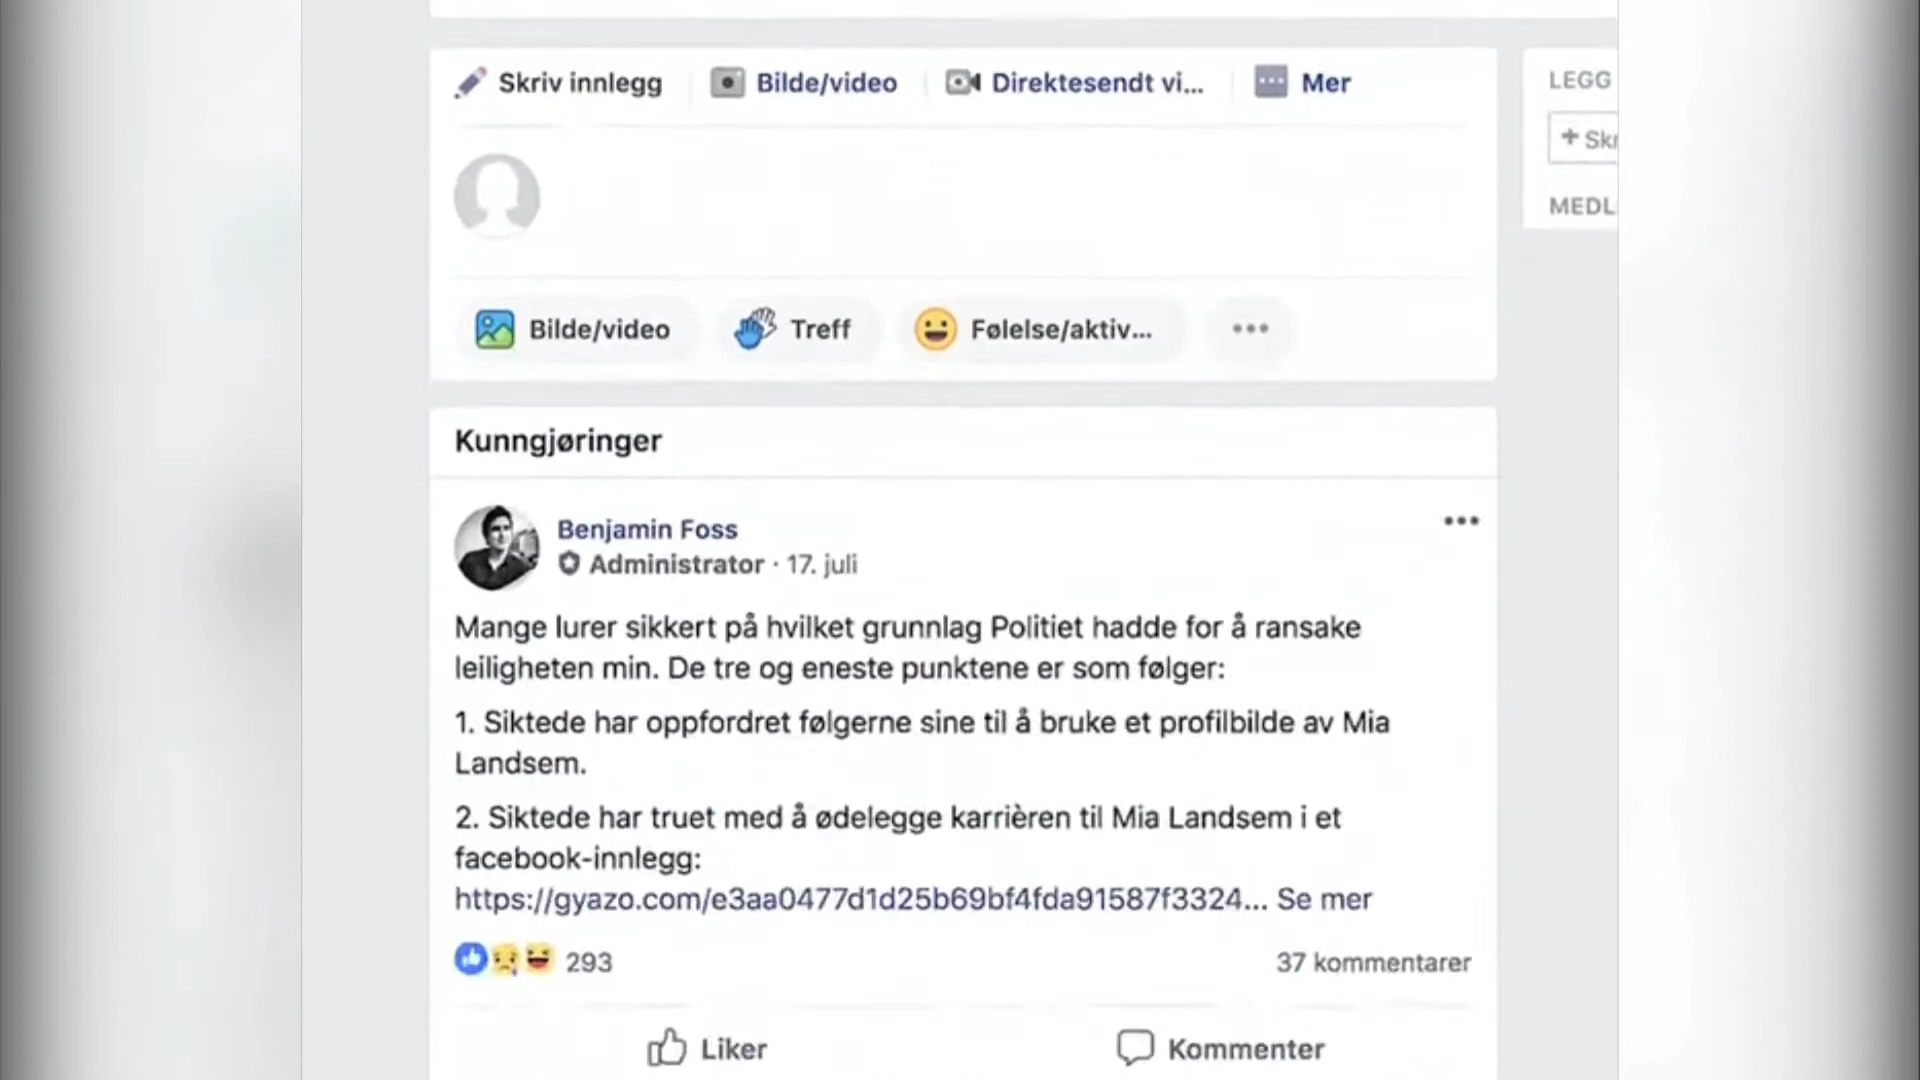 Skriv innlegg
Bilde/video
Direktesendt vi...
Mer
LEGG
+ Skr
MEDL
Bilde/video
Treff
Følelse/aktiv...
Kunngjøringer
Benjamin Foss
Administrator · 17. juli
Mange lurer sikkert på hvilket grunnlag Politiet hadde for å ransake
leiligheten min. De tre og eneste punktene er som følger:
1. Siktede har oppfordret følgerne sine til å bruke et profilbilde av Mia
Landsem.
2. Siktede har truet med å ødelegge karrièren til Mia Landsem i et
facebook-innlegg:
https://gyazo.com/e3aa0477d1d25b69bf4fda91587f3324... Se mer
293
37 kommentarer
Liker
Kommenter